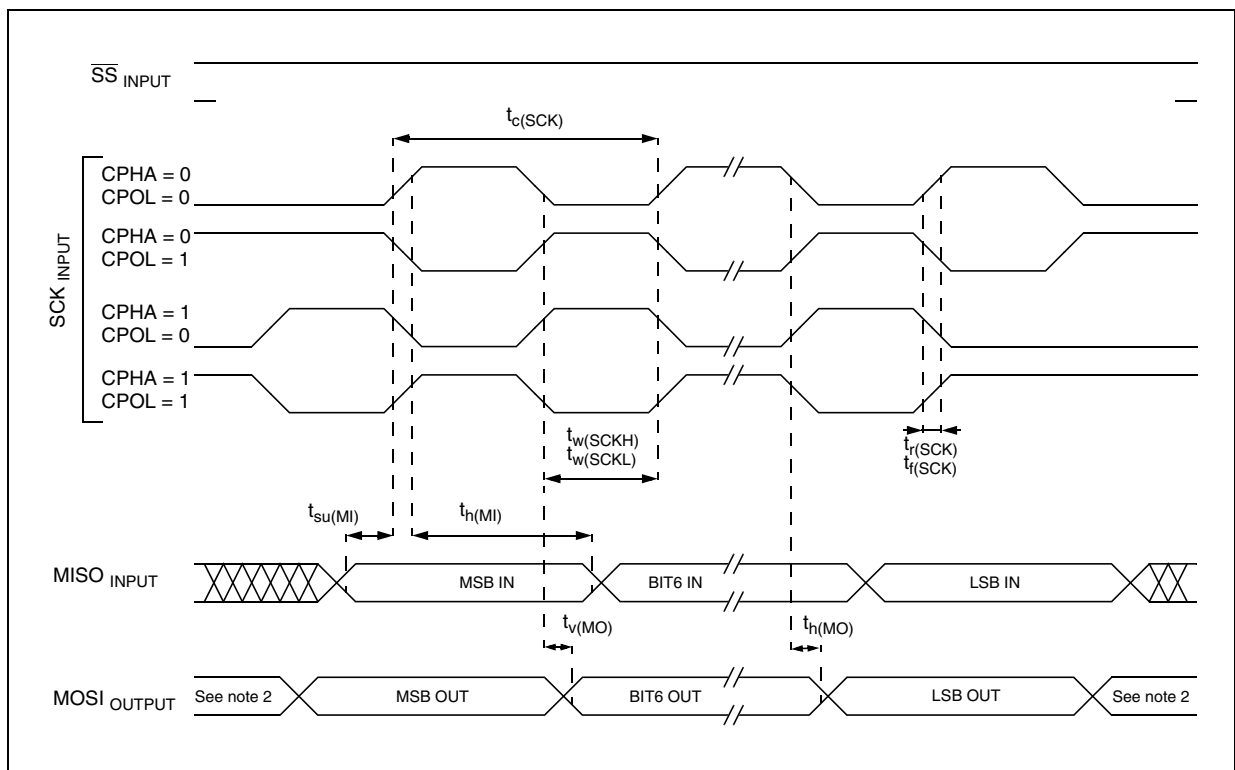 SS INPUT
tc(SCK)
SCK INPUT
CPHA = 0
CPOL = 0
CPHA = 0
CPOL = 1
CPHA = 1
CPOL = 0
CPHA = 1
CPOL = 1
tw(SCKH)
tw(SCKL)
tr(SCK)
tf(SCK)
tsu(MI)
th(MI)
MISO INPUT
MSB IN
BIT6 IN
LSB IN
tv(MO)
th(MO)
MOSI OUTPUT
See note 2
MSB OUT
BIT6 OUT
LSB OUT
See note 2